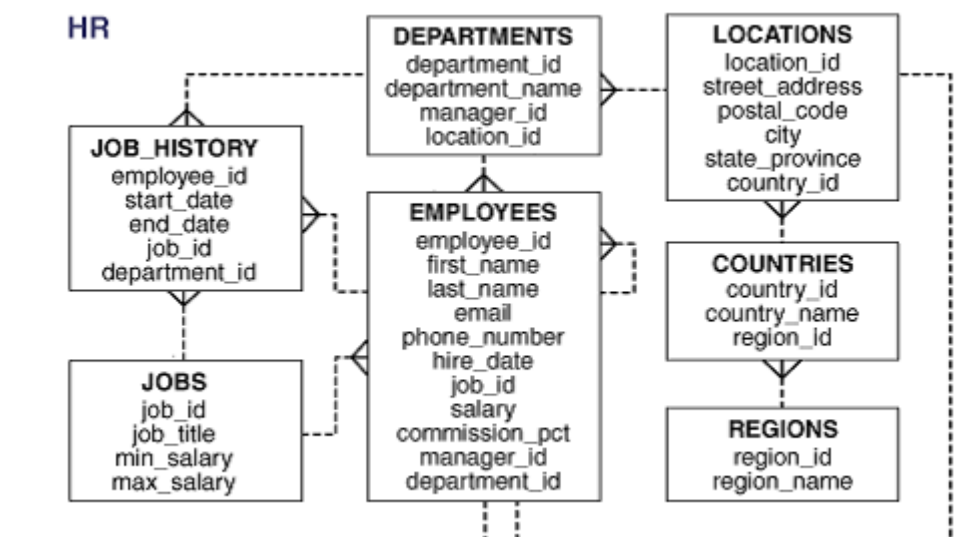 HR
DEPARTMENTS
department_id
department_name
manager_id
location_id
LOCATIONS
location_id
street_address
postal_code
city
state_province
country_id
JOB_HISTORY
employee_id
start_date
end_date
job_id
department_id
EMPLOYEES
employee_id
first_name
last_name
email
phone_number
hire_date
job_id
salary
commission_pct
manager_id
department_id
COUNTRIES
country_id
country_name
region_id
JOBS
job_id
job_title
min_salary
max_salary
REGIONS
region_id
region_name